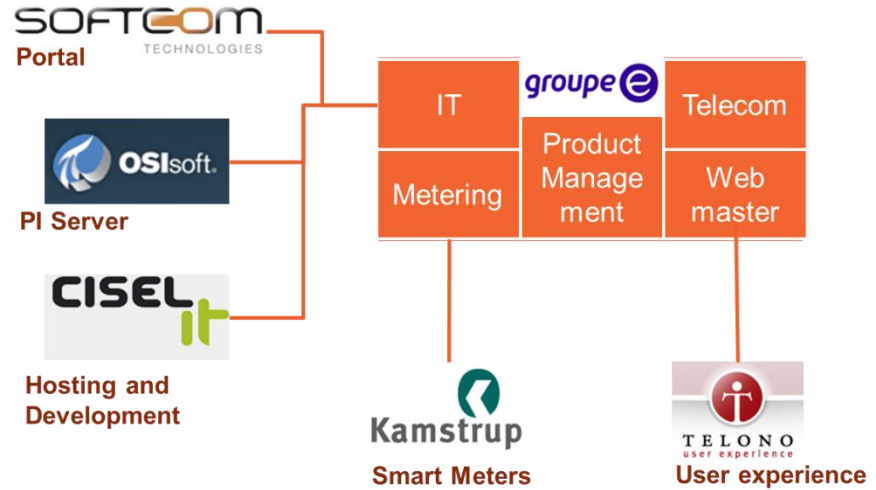 SOFTCOM
TECHNOLOGIES
Portal
OSIsoft.
PI Server
CISEL
it
Hosting and
Development
IT
groupe e
Telecom
Product
Manage
ment
Metering
Web
master
Kamstrup
Smart Meters
TELONO
user experience
User experience